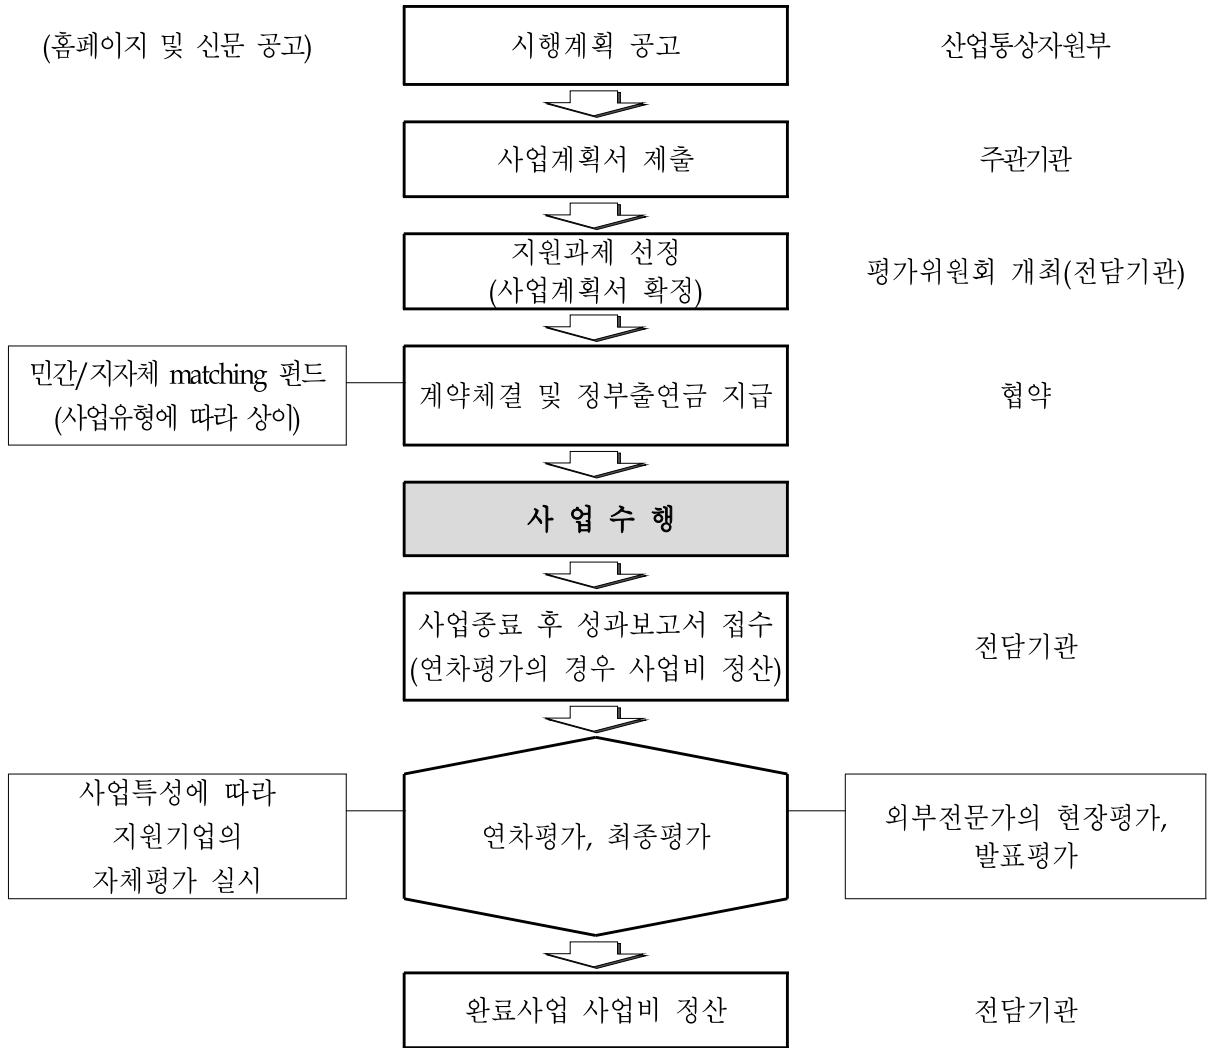 (홈페이지 및 신문 공고)
시행계획 공고
산업통상자원부
사업계획서 제출
주관기관
지원과제 선정
(사업계획서 확정)
평가위원회 개최(전담기관)
민간/지자체 matching 펀드
(사업유형에 따라 상이)
계약체결 및 정부출연금 지급
협약
사 업 수 행
사업종료 후 성과보고서 접수
(연차평가의 경우 사업비 정산)
전담기관
사업특성에 따라
지원기업의
자체평가 실시
연차평가, 최종평가
외부전문가의 현장평가,
발표평가
완료사업 사업비 정산
전담기관